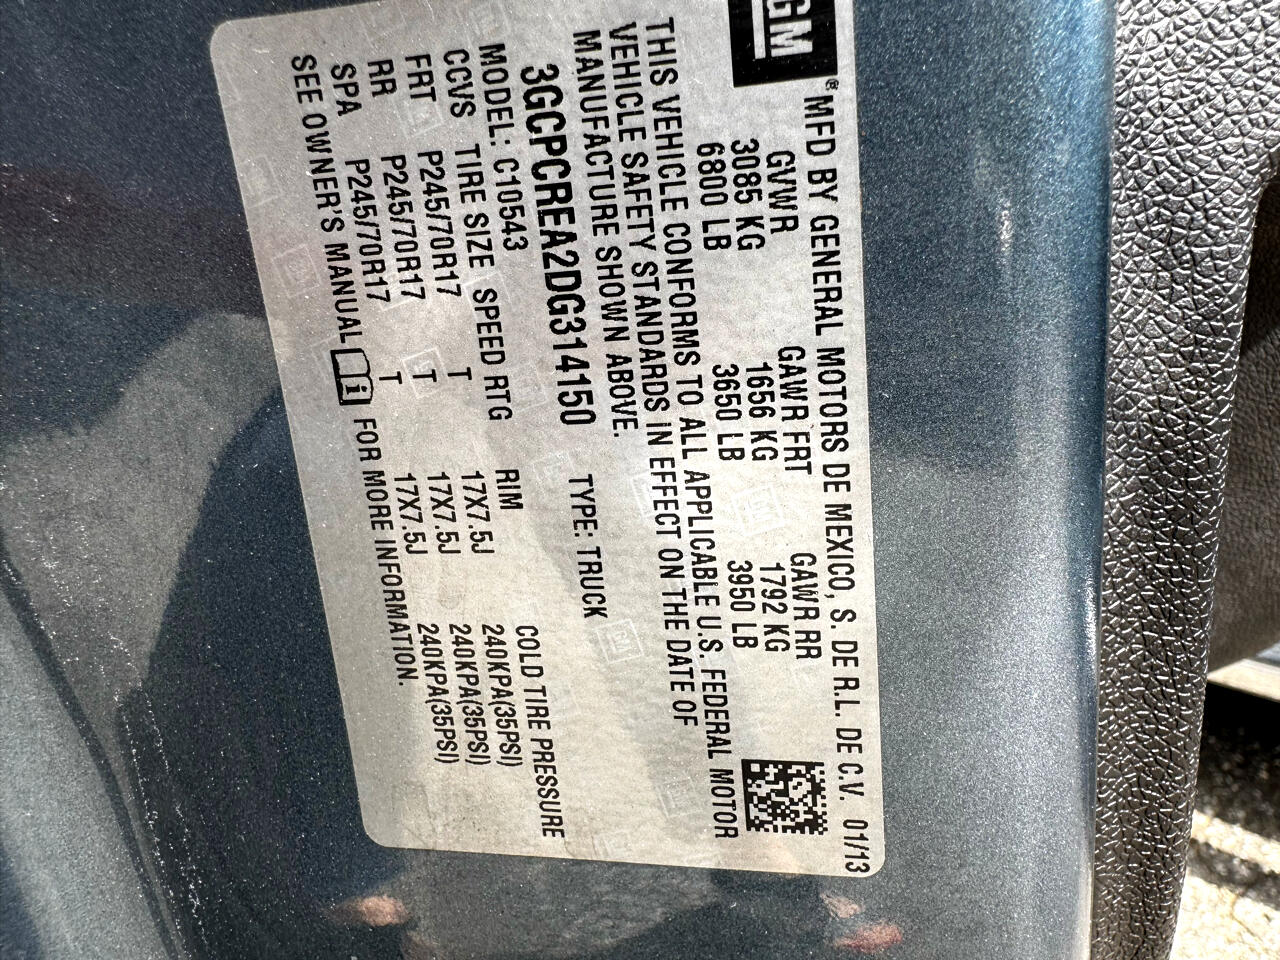 GM
® MFD BY GENERAL MOTORS DE MEXICO, S. DE R.L. DE C.V. 01/13
GVWR GAWR FRT GAWR RR
3085 KG 1656 KG 1792 KG
6800 LB 3650 LB 3950 LB
THIS VEHICLE CONFORMS TO ALL APPLICABLE U.S. FEDERAL MOTOR
VEHICLE SAFETY STANDARDS IN EFFECT ON THE DATE OF
MANUFACTURE SHOWN ABOVE.
3GCPCREA2DG314150 TYPE: TRUCK
MODEL: C10543
CCVS TIRE SIZE SPEED RTG RIM COLD TIRE PRESSURE
FRT P245/70R17 T 17X7.5J 240KPA(35PSI)
RR P245/70R17 T 17X7.5J 240KPA(35PSI)
SPA P245/70R17 T 17X7.5J 240KPA(35PSI)
SEE OWNER'S MANUAL i FOR MORE INFORMATION.